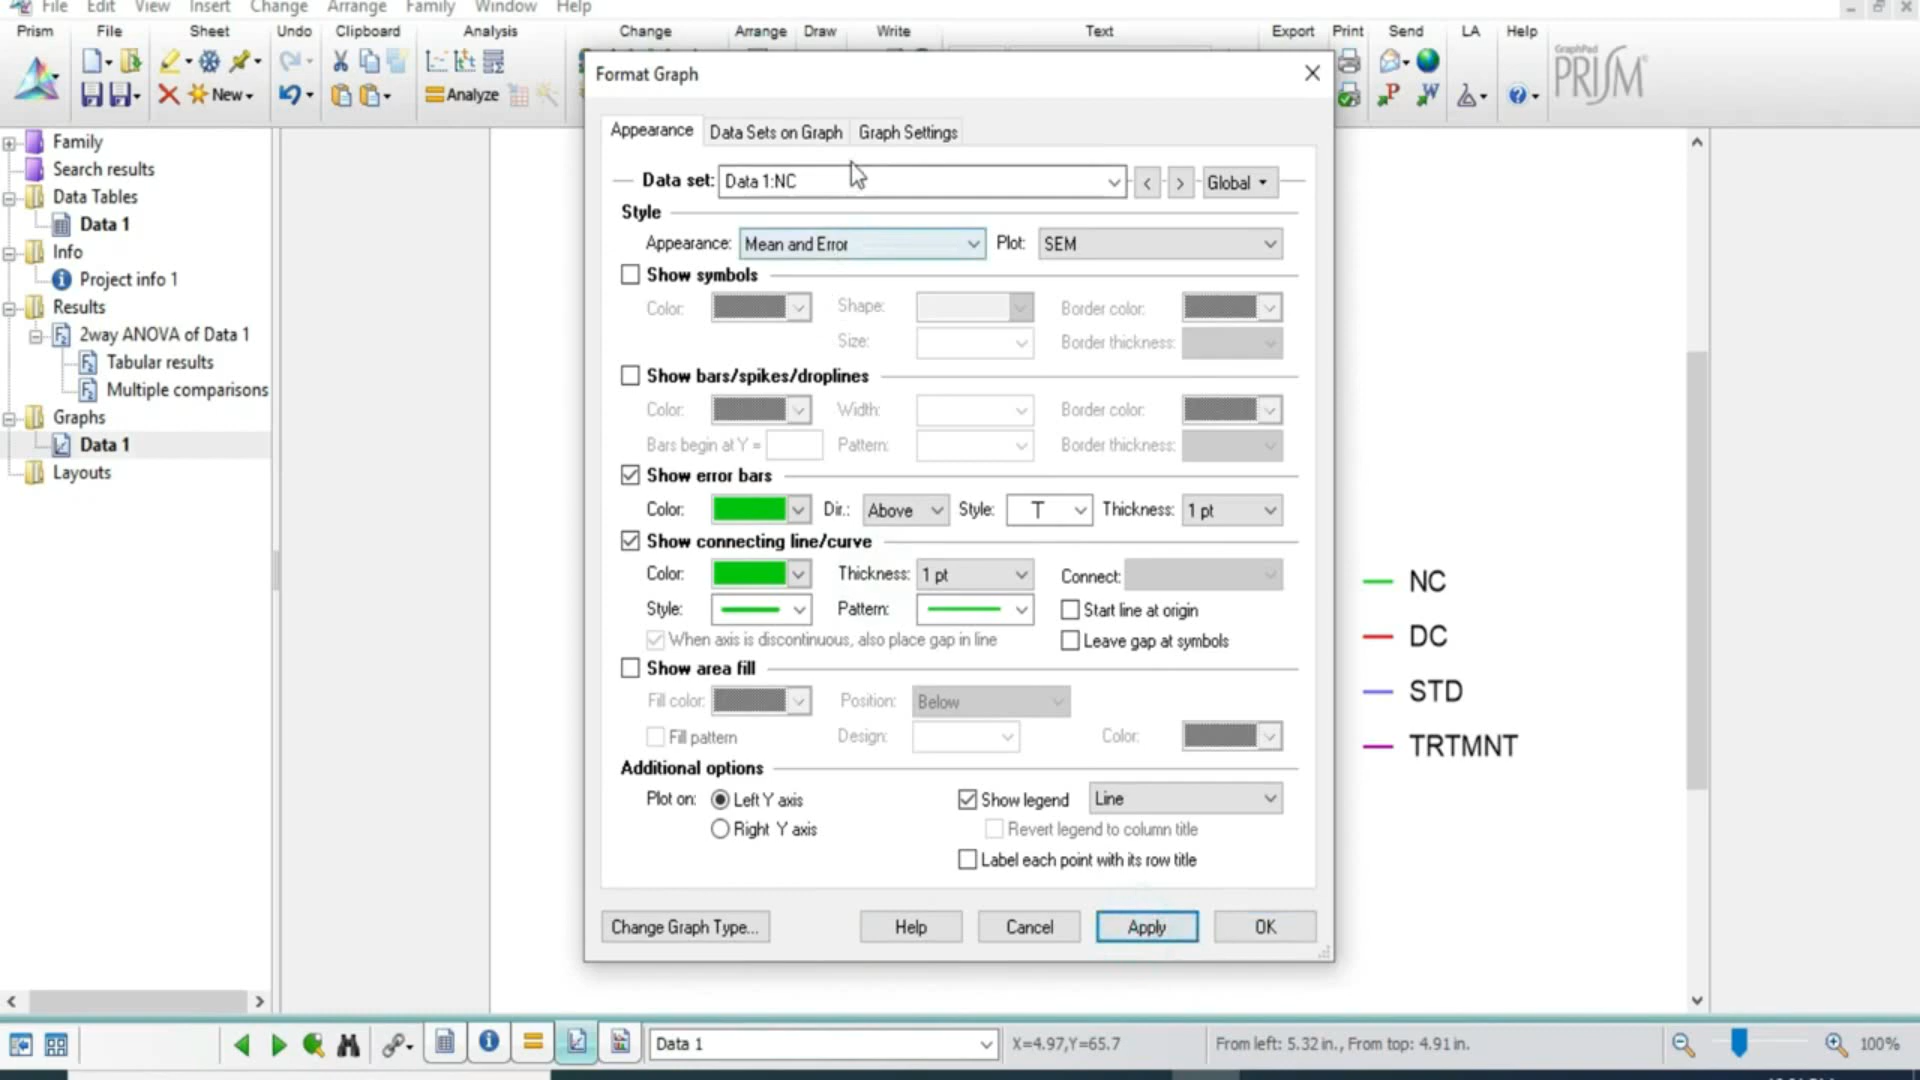 File Edit View Insert Change Arrange Family Window Help
Prism File Sheet Undo Clipboard Analysis Change Arrange Draw Write Text Export Print Send LA Help
GraphPad
PRISM
New
Analyze
Format Graph
Appearance Data Sets on Graph Graph Settings
Data set: Data 1:NC < > Global
Style
Appearance: Mean and Error Plot: SEM
Show symbols
Color: Shape: Border color:
Size: Border thickness:
Show bars/spikes/droplines
Color: Width: Border color:
Bars begin at Y = Pattern: Border thickness:
Show error bars
Color: Dir.: Above Style: T Thickness: 1 pt
Show connecting line/curve
Color: Thickness: 1 pt Connect:
Style: Pattern: Start line at origin
When axis is discontinuous, also place gap in line Leave gap at symbols
Show area fill
Fill color: Position: Below
Fill pattern Design: Color:
Additional options
Plot on: Left Y axis Show legend Line
Right Y axis Revert legend to column title
Label each point with its row title
Change Graph Type... Help Cancel Apply OK
Family
Search results
Data Tables
Data 1
Info
Project info 1
Results
2way ANOVA of Data 1
Tabular results
Multiple comparisons
Graphs
Data 1
Layouts
NC
DC
STD
TRTMNT
Data 1 X=4.97,Y=65.7 From left: 5.32 in., From top: 4.91 in. 100%